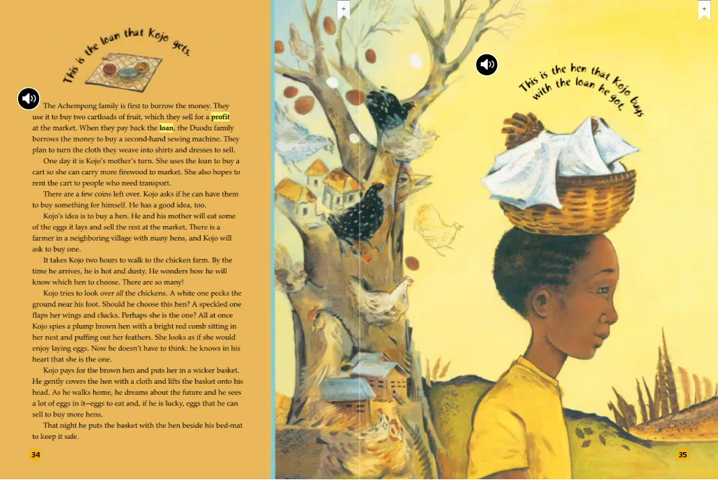 This is the loan that Kojo gets.
The Achempong family is first to borrow the money. They
use it to buy two cartloads of fruit, which they sell for a profit
at the market. When they pay back the loan, the Duodu family
borrows the money to buy a second-hand sewing machine. They
plan to turn the cloth they weave into shirts and dresses to sell.
One day it is Kojo's mother's turn. She uses the loan to buy a
cart so she can carry more firewood to market. She also hopes to
rent the cart to people who need transport.
There are a few coins left over. Kojo asks if he can have them
to buy something for himself. He has a good idea, too.
Kojo's idea is to buy a hen. He and his mother will eat some
of the eggs it lays and sell the rest at the market. There is a
farmer in a neighboring village with many hens, and Kojo will
ask to buy one.
It takes Kojo two hours to walk to the chicken farm. By the
time he arrives, he is hot and dusty. He wonders how he will
know which hen to choose. There are so many!
Kojo tries to look over all the chickens. A white one pecks the
ground near his foot. Should he choose this hen? A speckled one
flaps her wings and clucks. Perhaps she is the one? All at once
Kojo spies a plump brown hen with a bright red comb sitting in
her nest and puffing out her feathers. She looks as if she would
enjoy laying eggs. Now he doesn't have to think: he knows in his
heart that she is the one.
Kojo pays for the brown hen and puts her in a wicker basket.
He gently covers the hen with a cloth and lifts the basket onto his
head. As he walks home, he dreams about the future and he sees
a lot of eggs in it—eggs to eat and, if he is lucky, eggs that he can
sell to buy more hens.
That night he puts the basket with the hen beside his bed-mat
to keep it safe.
34
This is the hen that Kojo buys
with the loan he got.
35